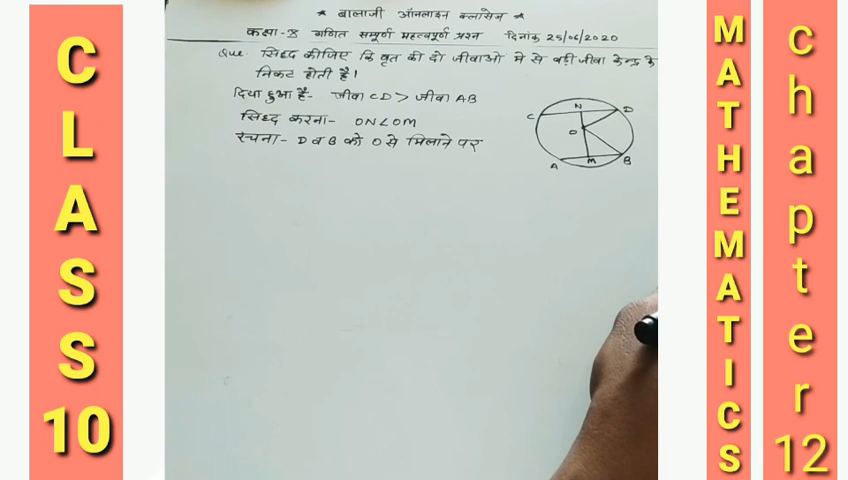 CLASS 10
★ बालाजी ऑनलाइन क्लासेज ★
कक्षा-X गणित सम्पूर्ण महत्वपूर्ण प्रश्न दिनांक 25/06/2020
Que. सिध्द कीजिए कि वृत की दो जीवाओ मे से बड़ी जीवा केन्द्र के
निकट होती है।
दिया हुआ है- जीवा CD > जीवा AB
सिध्द करना- ON<OM
रचना- D व B को O से मिलाने पर
C N D
O
A M B
MATHEMATICS
Chapter 12